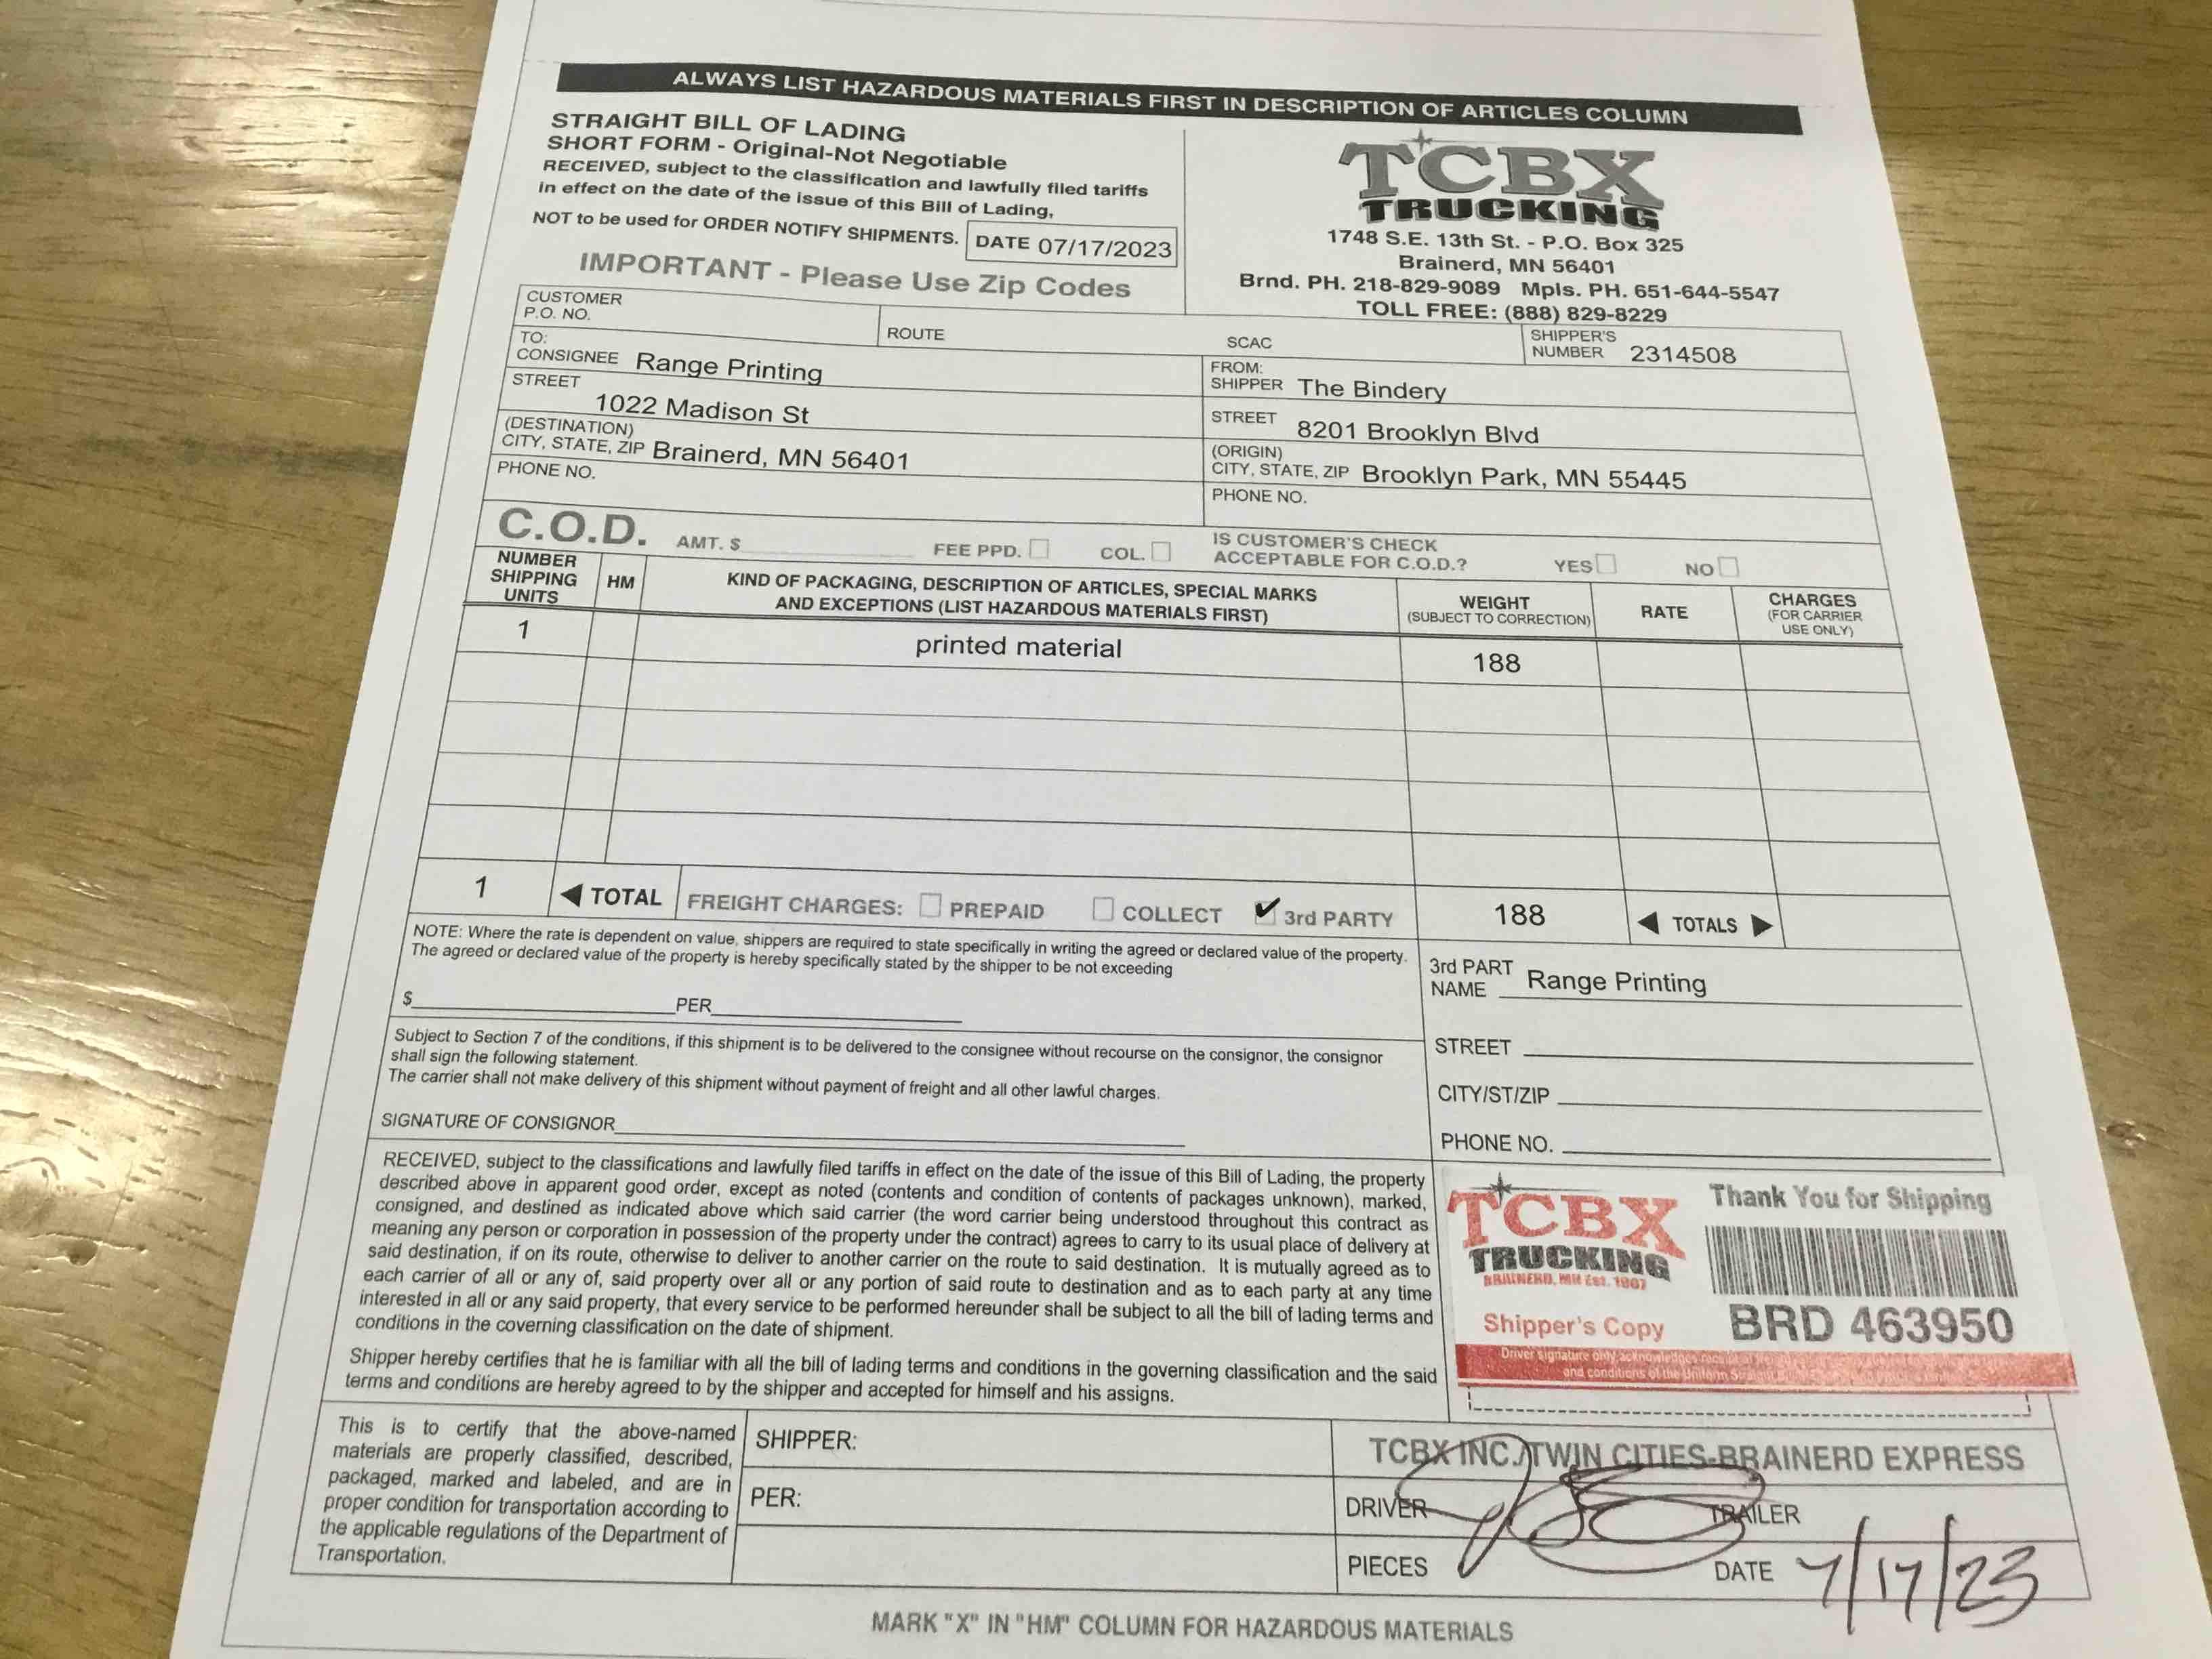 ALWAYS LIST HAZARDOUS MATERIALS FIRST IN DESCRIPTION OF ARTICLES COLUMN
STRAIGHT BILL OF LADING
SHORT FORM - Original-Not Negotiable
RECEIVED, subject to the classification and lawfully filed tariffs
in effect on the date of the issue of this Bill of Lading,
NOT to be used for ORDER NOTIFY SHIPMENTS.
DATE 07/17/2023
IMPORTANT - Please Use Zip Codes
TCBX
TRUCKING
1748 S.E. 13th St. - P.O. Box 325
Brainerd, MN 56401
Brnd. PH. 218-829-9089 Mpls. PH. 651-644-5547
TOLL FREE: (888) 829-8229
CUSTOMER
P.O. NO.
ROUTE
SCAC
SHIPPER'S
NUMBER 2314508
TO:
CONSIGNEE Range Printing
STREET
1022 Madison St
(DESTINATION)
CITY, STATE, ZIP Brainerd, MN 56401
PHONE NO.
FROM:
SHIPPER The Bindery
STREET
8201 Brooklyn Blvd
(ORIGIN)
CITY, STATE, ZIP Brooklyn Park, MN 55445
PHONE NO.
C.O.D. AMT. $ FEE PPD. COL.
IS CUSTOMER'S CHECK
ACCEPTABLE FOR C.O.D.? YES NO
NUMBER
SHIPPING
UNITS
HM
KIND OF PACKAGING, DESCRIPTION OF ARTICLES, SPECIAL MARKS
AND EXCEPTIONS (LIST HAZARDOUS MATERIALS FIRST)
WEIGHT
(SUBJECT TO CORRECTION)
RATE
CHARGES
(FOR CARRIER
USE ONLY)
1 printed material 188
1 ◀ TOTAL FREIGHT CHARGES: PREPAID COLLECT ✔ 3rd PARTY 188 ◀ TOTALS ▶
NOTE: Where the rate is dependent on value, shippers are required to state specifically in writing the agreed or declared value of the property.
The agreed or declared value of the property is hereby specifically stated by the shipper to be not exceeding
$ PER
Subject to Section 7 of the conditions, if this shipment is to be delivered to the consignee without recourse on the consignor, the consignor
shall sign the following statement.
The carrier shall not make delivery of this shipment without payment of freight and all other lawful charges.
SIGNATURE OF CONSIGNOR
3rd PART
NAME Range Printing
STREET
CITY/ST/ZIP
PHONE NO.
RECEIVED, subject to the classifications and lawfully filed tariffs in effect on the date of the issue of this Bill of Lading, the property
described above in apparent good order, except as noted (contents and condition of contents of packages unknown), marked,
consigned, and destined as indicated above which said carrier (the word carrier being understood throughout this contract as
meaning any person or corporation in possession of the property under the contract) agrees to carry to its usual place of delivery at
said destination, if on its route, otherwise to deliver to another carrier on the route to said destination. It is mutually agreed as to
each carrier of all or any of, said property over all or any portion of said route to destination and as to each party at any time
interested in all or any said property, that every service to be performed hereunder shall be subject to all the bill of lading terms and
conditions in the coverning classification on the date of shipment.
Shipper hereby certifies that he is familiar with all the bill of lading terms and conditions in the governing classification and the said
terms and conditions are hereby agreed to by the shipper and accepted for himself and his assigns.
TCBX
TRUCKING
BRAINERD, MN Est. 1967
Shipper's Copy
Thank You for Shipping
BRD 463950
Driver signature only acknowledges
and conditions of the Uniform
This is to certify that the above-named
materials are properly classified, described,
packaged, marked and labeled, and are in
proper condition for transportation according to
the applicable regulations of the Department of
Transportation.
SHIPPER:
PER:
TCBX INC./TWIN CITIES-BRAINERD EXPRESS
DRIVER TRAILER
PIECES DATE 7/17/23
MARK "X" IN "HM" COLUMN FOR HAZARDOUS MATERIALS